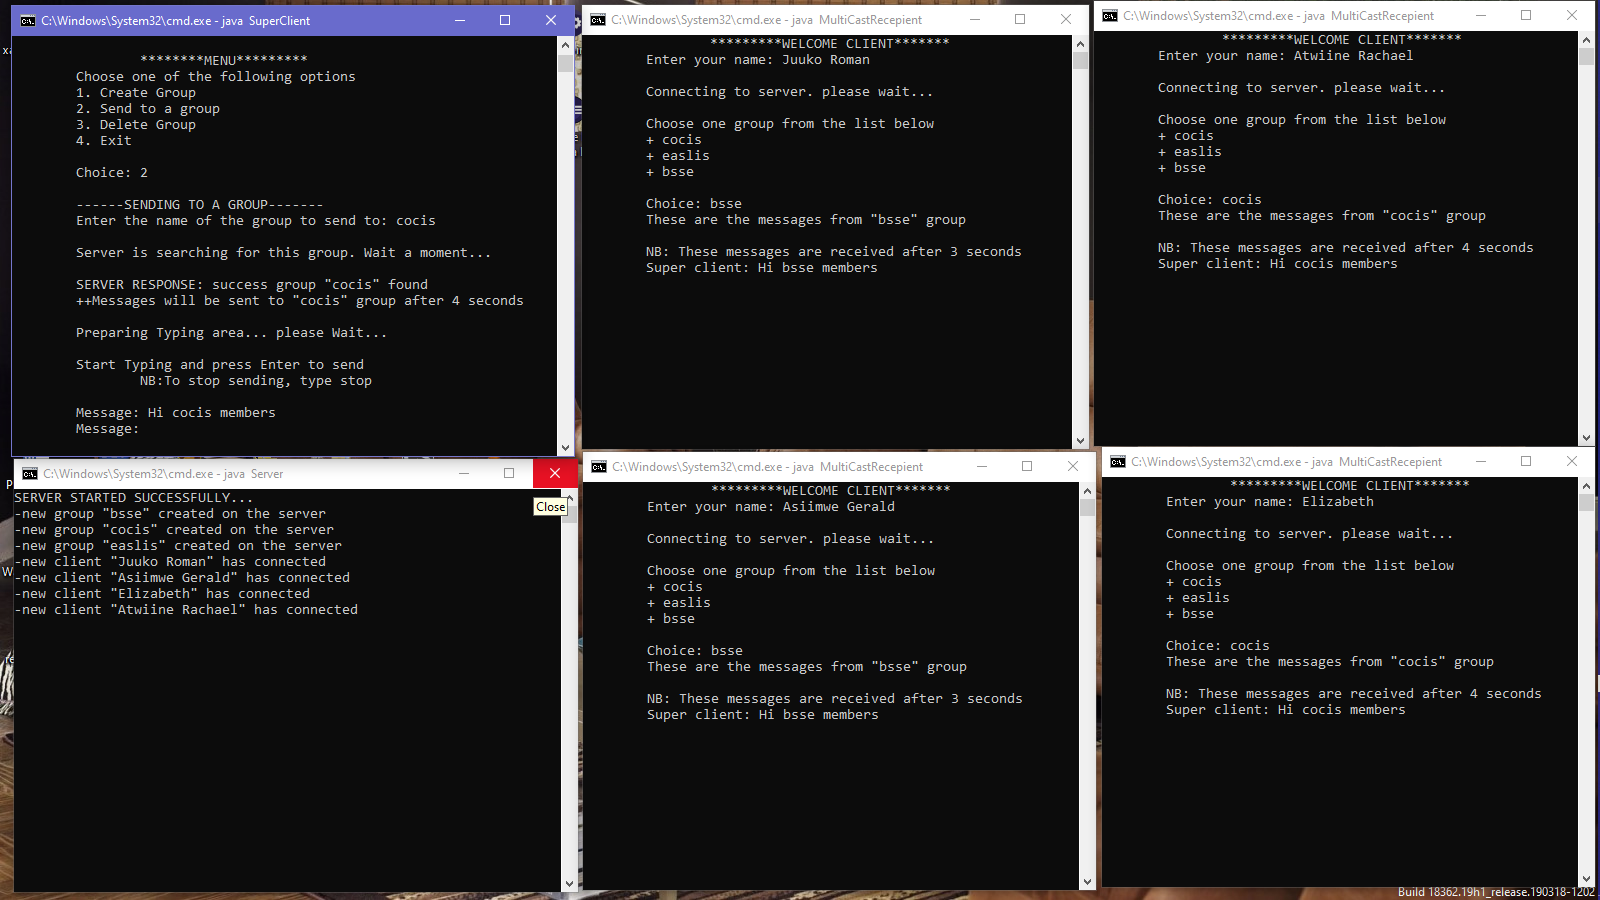 C:\Windows\System32\cmd.exe - java SuperClient
********MENU*********
Choose one of the following options
1. Create Group
2. Send to a group
3. Delete Group
4. Exit
Choice: 2
------SENDING TO A GROUP-------
Enter the name of the group to send to: cocis
Server is searching for this group. Wait a moment...
SERVER RESPONSE: success group "cocis" found
++Messages will be sent to "cocis" group after 4 seconds
Preparing Typing area... please Wait...
Start Typing and press Enter to send
NB:To stop sending, type stop
Message: Hi cocis members
Message:
C:\Windows\System32\cmd.exe - java MultiCastRecepient
*********WELCOME CLIENT*******
Enter your name: Juuko Roman
Connecting to server. please wait...
Choose one group from the list below
+ cocis
+ easlis
+ bsse
Choice: bsse
These are the messages from "bsse" group
NB: These messages are received after 3 seconds
Super client: Hi bsse members
C:\Windows\System32\cmd.exe - java MultiCastRecepient
*********WELCOME CLIENT*******
Enter your name: Atwiine Rachael
Connecting to server. please wait...
Choose one group from the list below
+ cocis
+ easlis
+ bsse
Choice: cocis
These are the messages from "cocis" group
NB: These messages are received after 4 seconds
Super client: Hi cocis members
C:\Windows\System32\cmd.exe - java Server
Close
SERVER STARTED SUCCESSFULLY...
-new group "bsse" created on the server
-new group "cocis" created on the server
-new group "easlis" created on the server
-new client "Juuko Roman" has connected
-new client "Asiimwe Gerald" has connected
-new client "Elizabeth" has connected
-new client "Atwiine Rachael" has connected
C:\Windows\System32\cmd.exe - java MultiCastRecepient
*********WELCOME CLIENT*******
Enter your name: Asiimwe Gerald
Connecting to server. please wait...
Choose one group from the list below
+ cocis
+ easlis
+ bsse
Choice: bsse
These are the messages from "bsse" group
NB: These messages are received after 3 seconds
Super client: Hi bsse members
C:\Windows\System32\cmd.exe - java MultiCastRecepient
*********WELCOME CLIENT*******
Enter your name: Elizabeth
Connecting to server. please wait...
Choose one group from the list below
+ cocis
+ easlis
+ bsse
Choice: cocis
These are the messages from "cocis" group
NB: These messages are received after 4 seconds
Super client: Hi cocis members
Build 18362.19h1_release.190318-1202